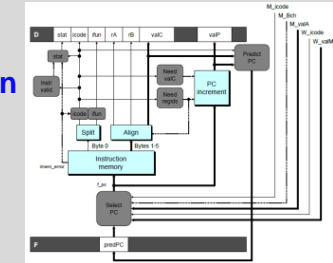 M_icode
M_Bch
M_valA
W_icode
W_valM
D stat icode ifun rA rB valC valP
Predict PC
stat
Instr valid
Need valC
Need regids
PC increment
n
icode ifun
Split
Align
Byte 0 Bytes 1-5
Instruction memory
imem_error
f_pc
Select PC
F predPC